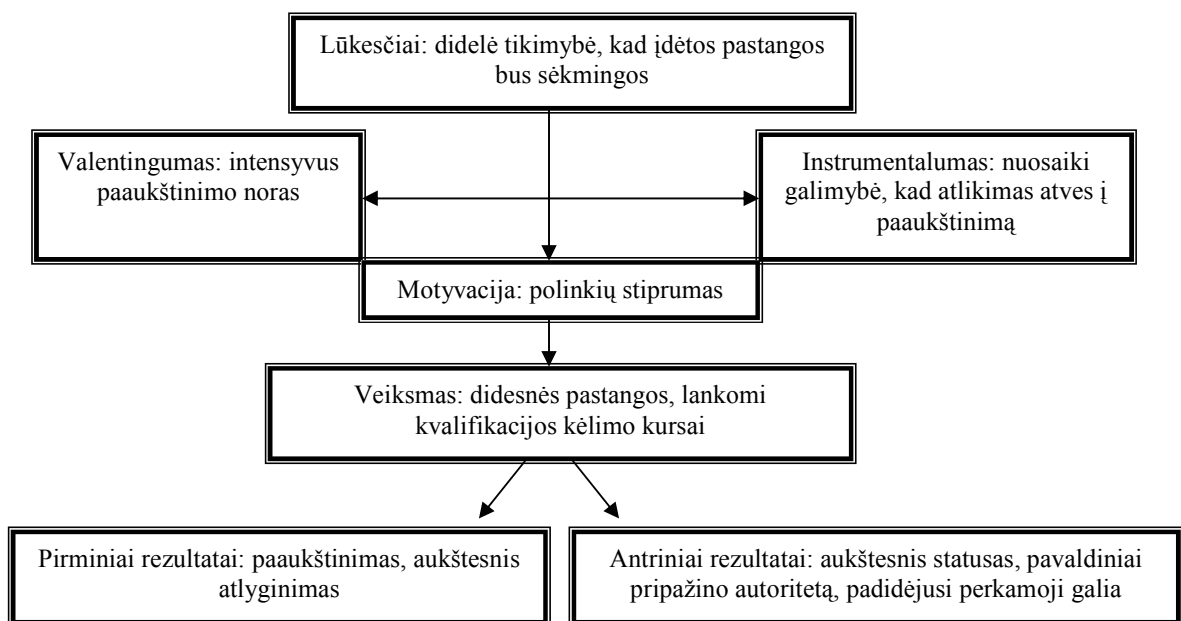 Lūkesčiai: didelė tikimybė, kad įdėtos pastangos
bus sėkmingos
Valentingumas: intensyvus
paaukštinimo noras
Instrumentalumas: nuosaiki
galimybė, kad atlikimas atves į
paaukštinimą
Motyvacija: polinkių stiprumas
Veiksmas: didesnės pastangos, lankomi
kvalifikacijos kėlimo kursai
Pirminiai rezultatai: paaukštinimas, aukštesnis
atlyginimas
Antriniai rezultatai: aukštesnis statusas, pavaldiniai
pripažino autoritetą, padidėjusi perkamoji galia